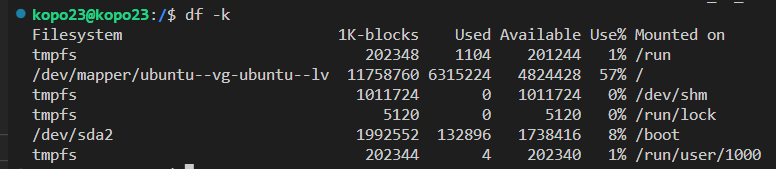 kopo23@kopo23:/$ df -k
Filesystem 1K-blocks Used Available Use% Mounted on
tmpfs 202348 1104 201244 1% /run
/dev/mapper/ubuntu--vg-ubuntu--lv 11758760 6315224 4824428 57% /
tmpfs 1011724 0 1011724 0% /dev/shm
tmpfs 5120 0 5120 0% /run/lock
/dev/sda2 1992552 132896 1738416 8% /boot
tmpfs 202344 4 202340 1% /run/user/1000